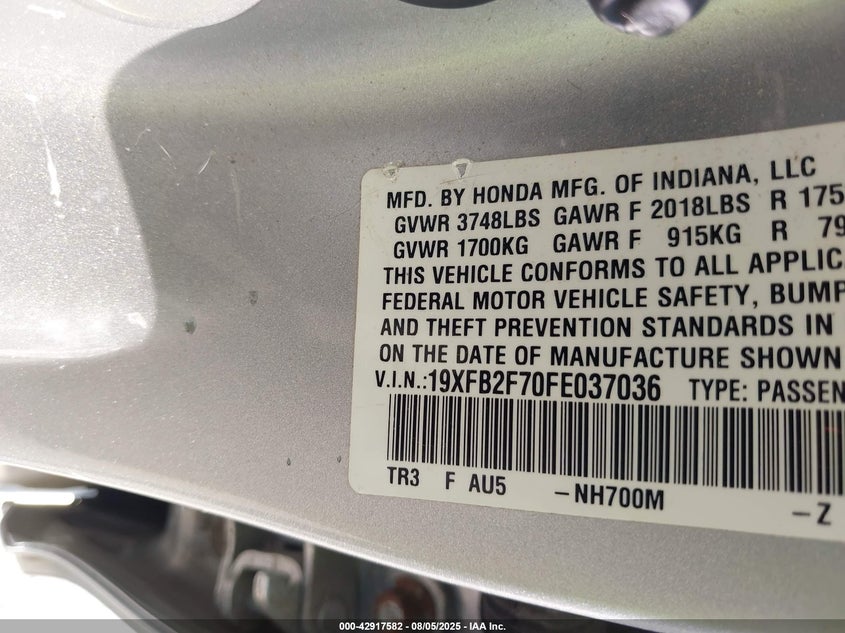 MFD. BY HONDA MFG. OF INDIANA, LLC
GVWR 3748LBS GAWR F 2018LBS R 175
GVWR 1700KG GAWR F 915KG R 79
THIS VEHICLE CONFORMS TO ALL APPLIC
FEDERAL MOTOR VEHICLE SAFETY, BUMP
AND THEFT PREVENTION STANDARDS IN
ON THE DATE OF MANUFACTURE SHOWN
V.I.N.:19XFB2F70FE037036 TYPE: PASSEN
TR3 F AU5 -NH700M -Z
000-42917582 - 08/05/2025 - IAA Inc.